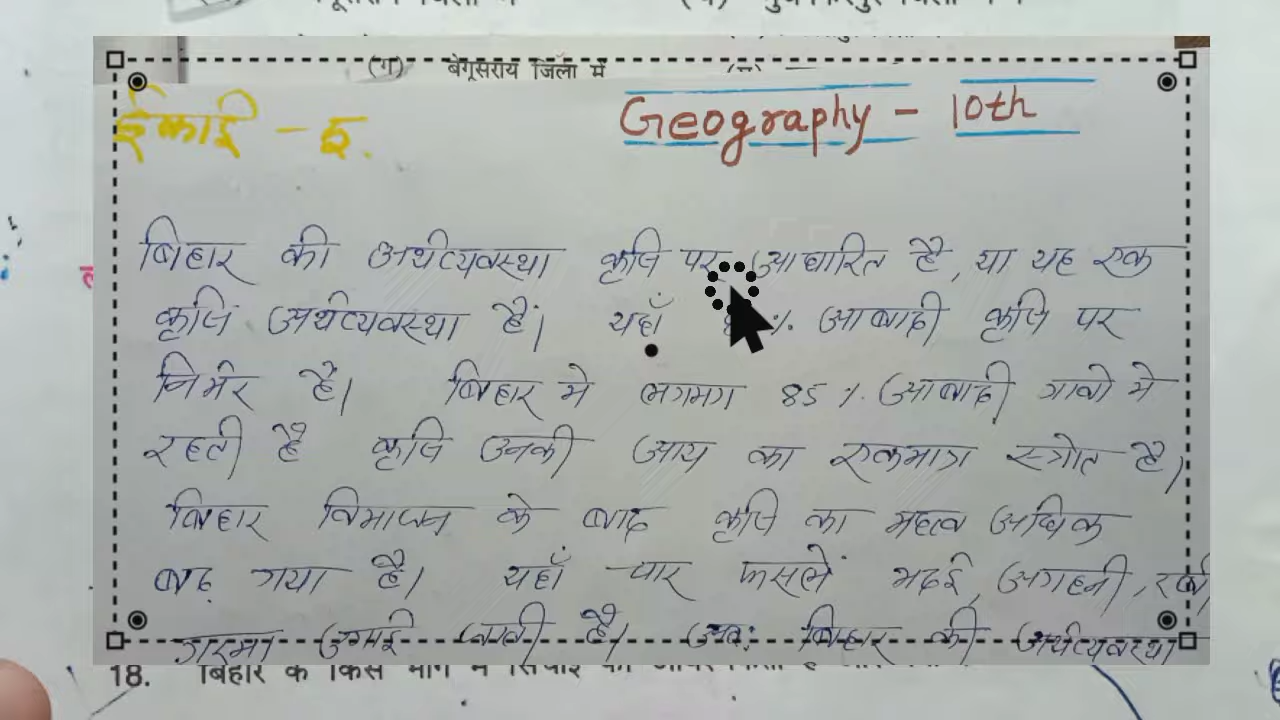 (ग) बेगूसराय जिला में
Geography - 10th
ईकाई - 5.
बिहार की अर्थव्यवस्था कृषि पर आधारित है, या यह एक
कृषि अर्थव्यवस्था हैं। यहाँ %. आबादी कृषि पर
निर्भर है। बिहार मे लगभग 85 %. आबादी गावो मे
रहती है कृषि उनकी आय का एकमात्र स्त्रोत है।
बिहार विभाजन के बाद कृषि का महत्व अधिक
बढ़ गया है। यहाँ चार फसलें भदई, अगहनी, रबी,
गरमा उगाई जाती है। अत: बिहार की अर्थव्यवस्था
18. बिहार के किस भाग में सिंचाई की